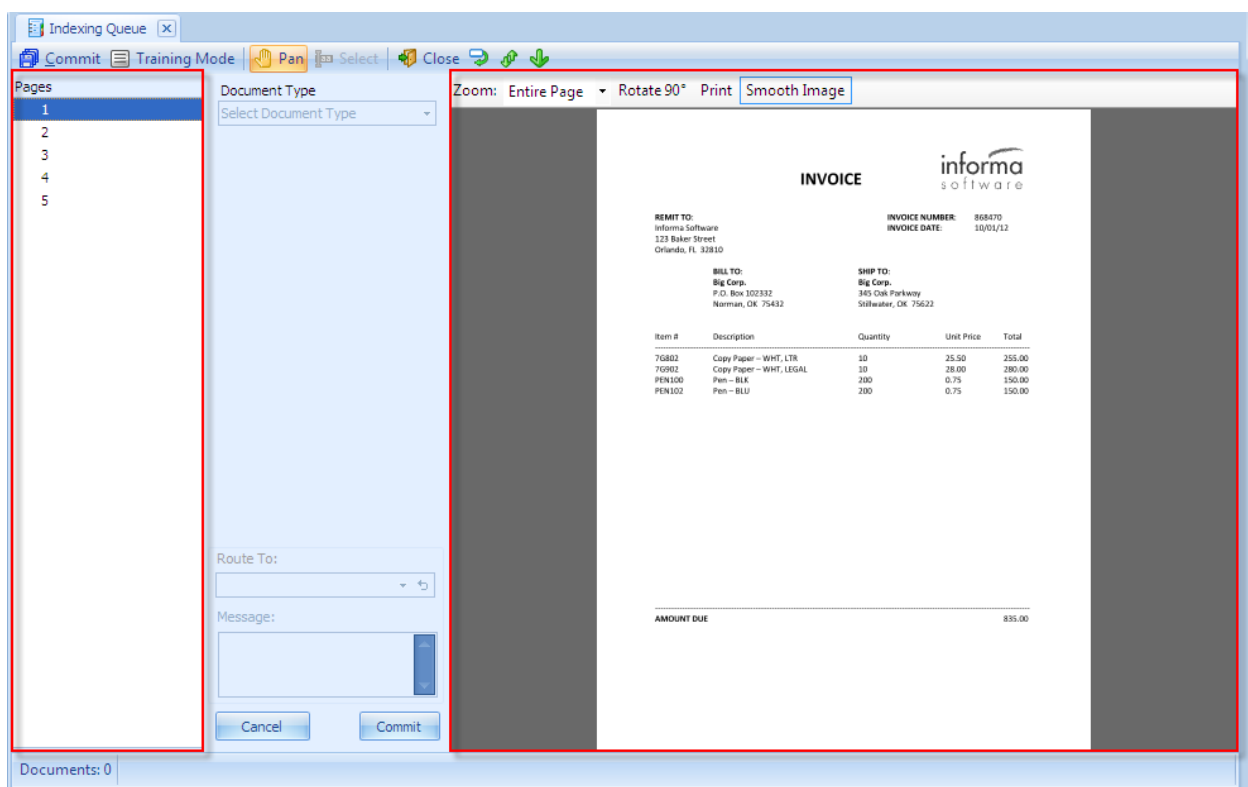 Indexing Queue
Commit Training Mode Pan Select Close
Pages
1
2
3
4
5
Document Type
Select Document Type
Route To:
Message:
Cancel Commit
Zoom: Entire Page Rotate 90° Print Smooth Image
informa
software
INVOICE
REMIT TO:
Informa Software
123 Baker Street
Orlando, FL 32810
INVOICE NUMBER: 868470
INVOICE DATE: 10/01/12
BILL TO:
Big Corp.
P.O. Box 102332
Norman, OK 75432
SHIP TO:
Big Corp.
345 Oak Parkway
Stillwater, OK 75622
Item # Description Quantity Unit Price Total
7G802 Copy Paper – WHT, LTR 10 25.50 255.00
7G902 Copy Paper – WHT, LEGAL 10 28.00 280.00
PEN100 Pen – BLK 200 0.75 150.00
PEN102 Pen – BLU 200 0.75 150.00
AMOUNT DUE 835.00
Documents: 0